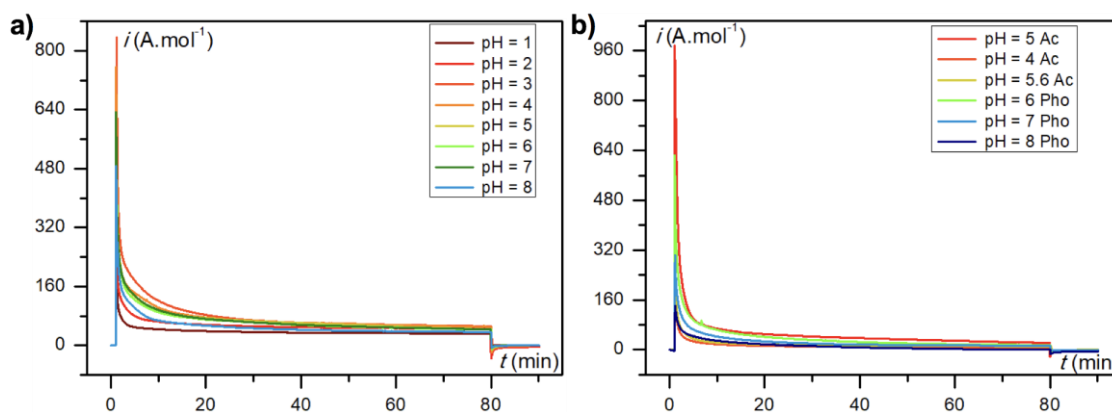 a)
i (A.mol⁻¹)
800
640
480
320
160
0
pH = 1
pH = 2
pH = 3
pH = 4
pH = 5
pH = 6
pH = 7
pH = 8
t (min)
0 20 40 60 80
b)
i (A.mol⁻¹)
960
800
640
480
320
160
0
pH = 5 Ac
pH = 4 Ac
pH = 5.6 Ac
pH = 6 Pho
pH = 7 Pho
pH = 8 Pho
t (min)
0 20 40 60 80